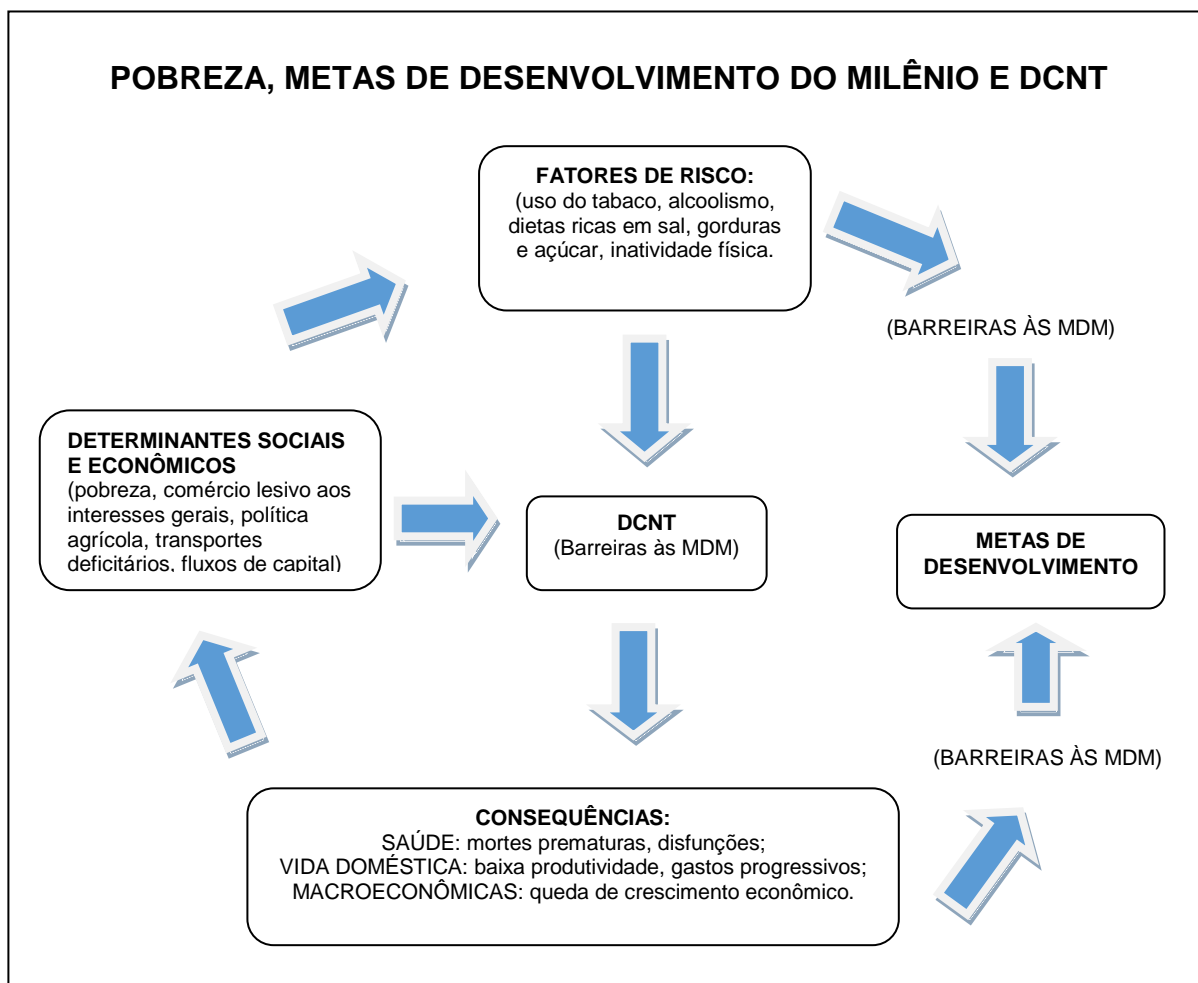 POBREZA, METAS DE DESENVOLVIMENTO DO MILÊNIO E DCNT
FATORES DE RISCO:
(uso do tabaco, alcoolismo,
dietas ricas em sal, gorduras
e açúcar, inatividade física.
(BARREIRAS ÀS MDM)
DETERMINANTES SOCIAIS
E ECONÔMICOS
(pobreza, comércio lesivo aos
interesses gerais, política
agrícola, transportes
deficitários, fluxos de capital)
DCNT
(Barreiras às MDM)
METAS DE
DESENVOLVIMENTO
(BARREIRAS ÀS MDM)
CONSEQUÊNCIAS:
SAÚDE: mortes prematuras, disfunções;
VIDA DOMÉSTICA: baixa produtividade, gastos progressivos;
MACROECONÔMICAS: queda de crescimento econômico.